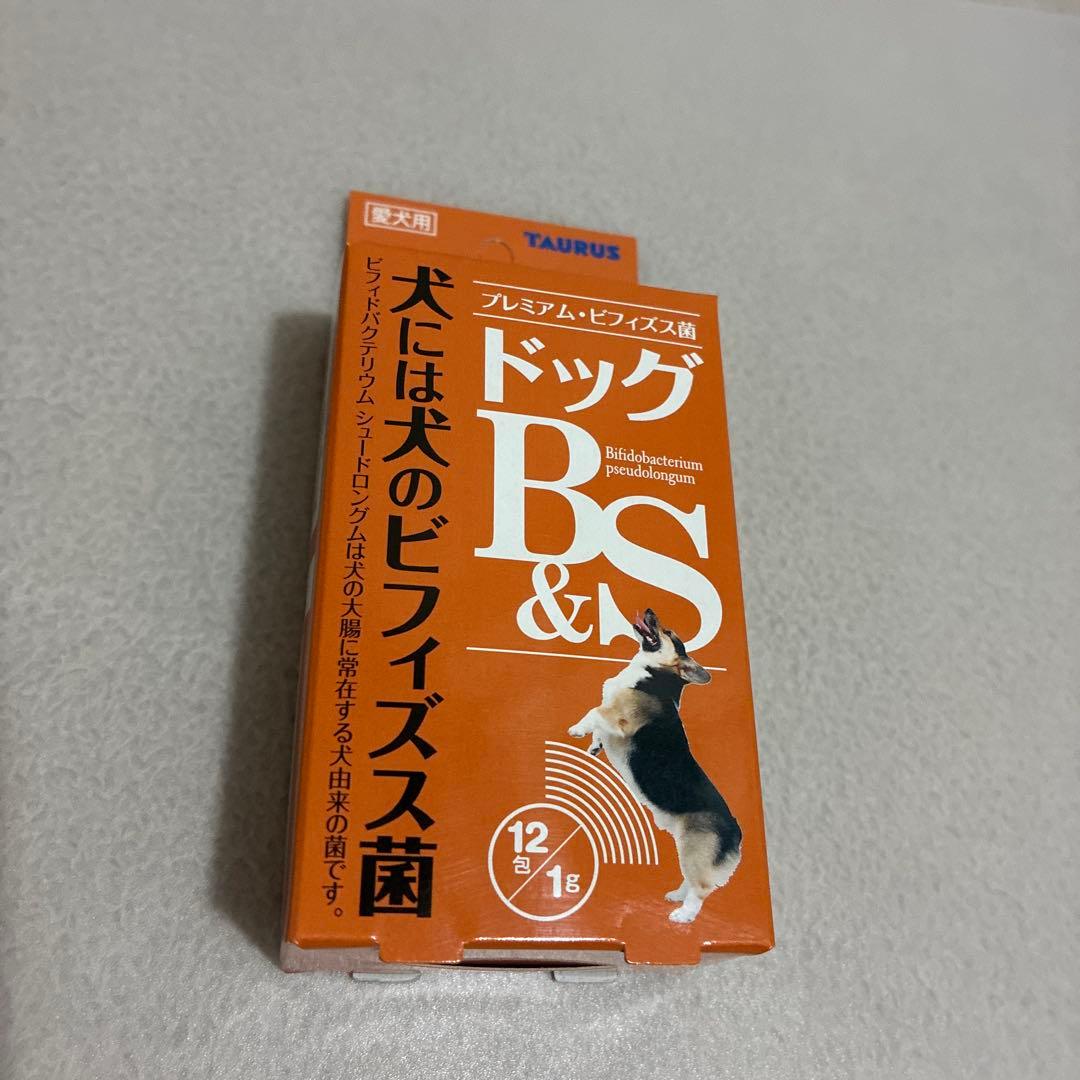 愛犬用
TAURUS
プレミアム・ビフィズス菌
ドッグ
B&S
Bifidobacterium
pseudolongum
犬には犬のビフィズス菌
ビフィドバクテリウム シュードロングムは犬の大腸に常在する犬由来の菌です。
12包/1g